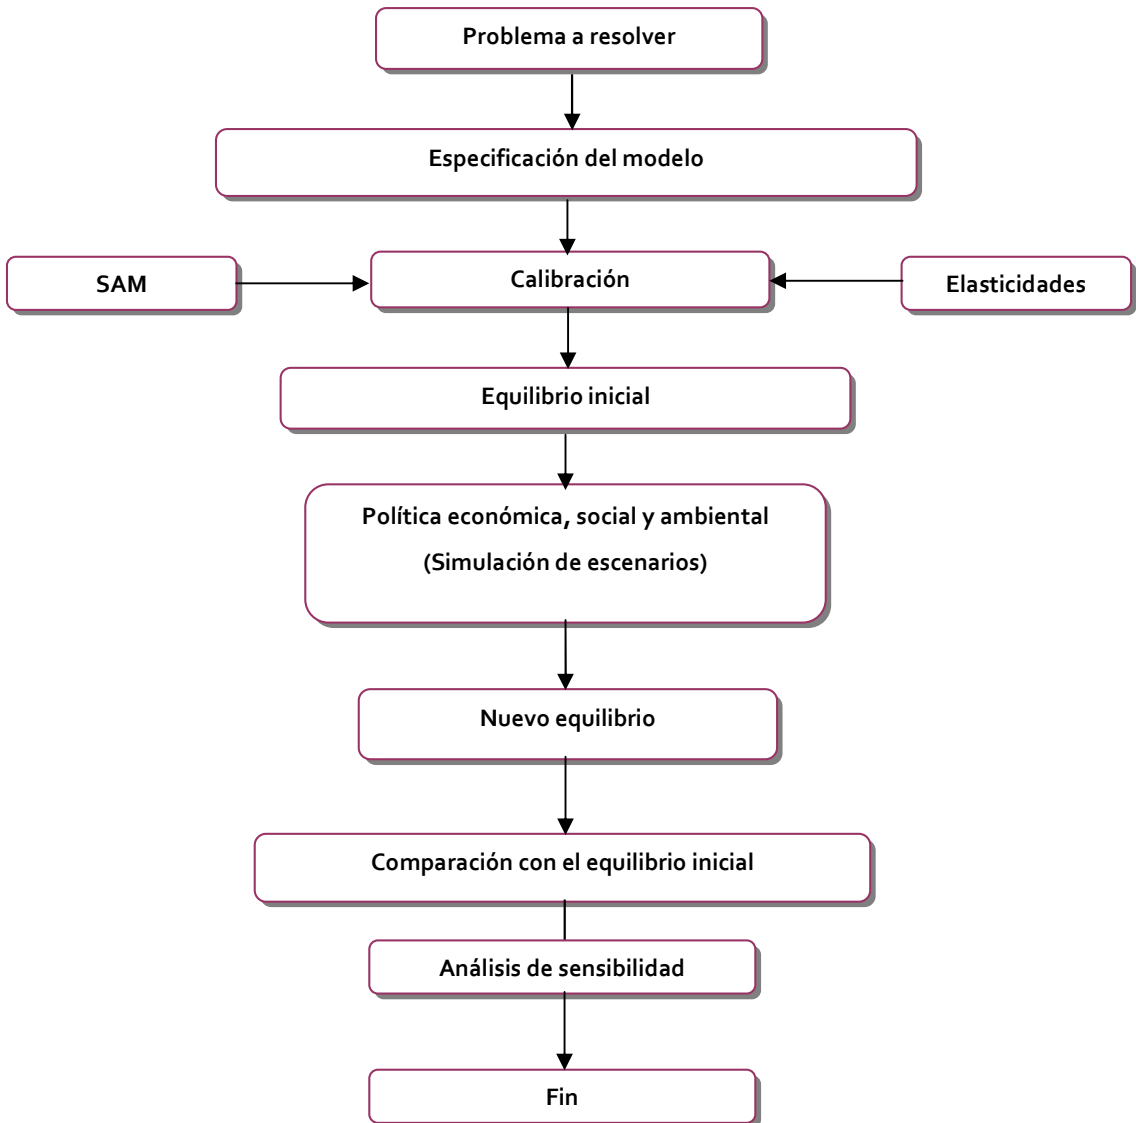 Problema a resolver
Especificación del modelo
SAM
Calibración
Elasticidades
Equilibrio inicial
Política económica, social y ambiental
(Simulación de escenarios)
Nuevo equilibrio
Comparación con el equilibrio inicial
Análisis de sensibilidad
Fin